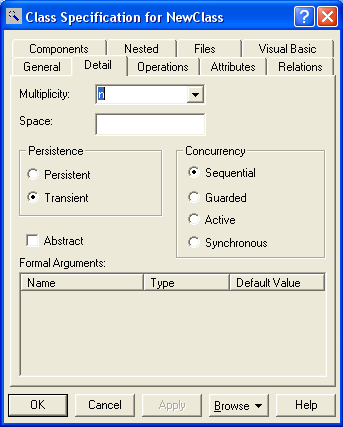 Class Specification for NewClass
Components Nested Files Visual Basic
General Detail Operations Attributes Relations
Multiplicity: n
Space:
Persistence
Persistent
Transient
Concurrency
Sequential
Guarded
Active
Synchronous
Abstract
Formal Arguments:
Name Type Default Value
OK Cancel Apply Browse Help